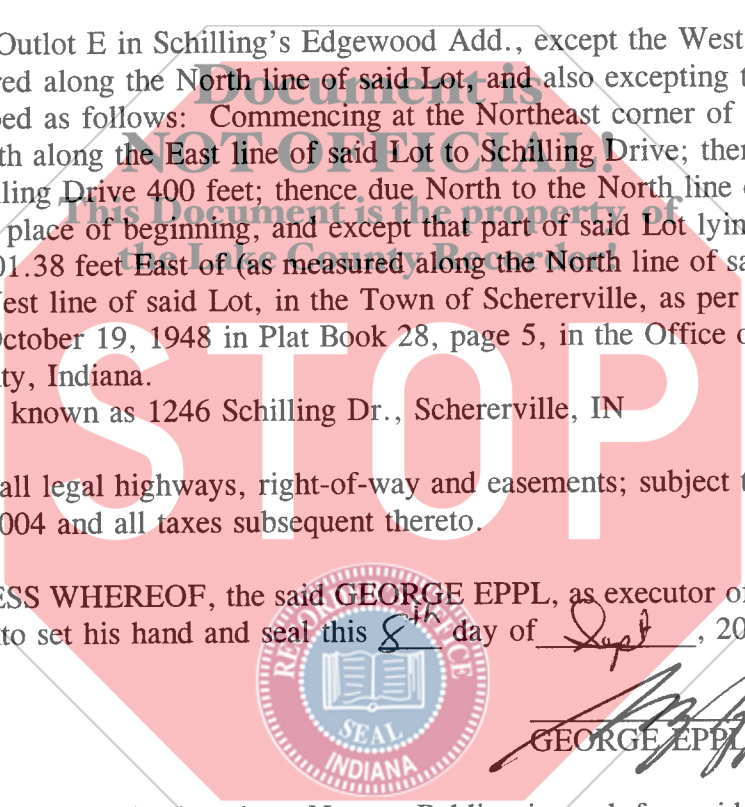 Outlot E in Schilling's Edgewood Add., except the West
red along the North line of said Lot, and also excepting t
Document is
bed as follows: Commencing at the Northeast corner of
NOT OFFICIAL!
th along the East line of said Lot to Schilling Drive; then
lling Drive 400 feet; thence due North to the North line
This Document is the property of
place of beginning, and except that part of said Lot lyin
the Lake County Recorder!
01.38 feet East of (as measured along the North line of sa
West line of said Lot, in the Town of Schererville, as per
October 19, 1948 in Plat Book 28, page 5, in the Office o
ty, Indiana.
known as 1246 Schilling Dr., Schererville, IN
STOP
all legal highways, right-of-way and easements; subject t
004 and all taxes subsequent thereto.
ESS WHEREOF, the said GEORGE EPPL, as executor of
to set his hand and seal this 8th day of Sept, 20
RECORDER'S OFFICE
SEAL
INDIANA
GEORGE EPPL